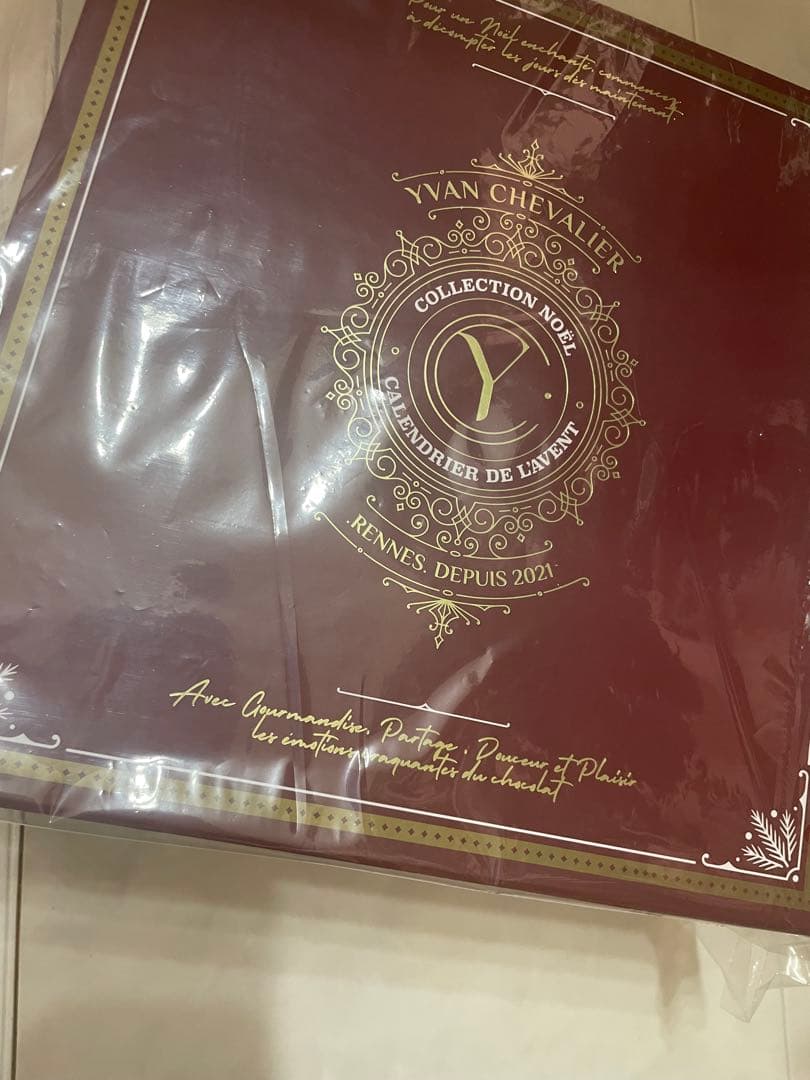 Pour un Noël enchanté, commencez
à décompter les jours dès maintenant.
YVAN CHEVALIER
COLLECTION NOËL
Y
CALENDRIER DE L'AVENT
RENNES. DEPUIS 2021
Avec Gourmandise, Partage, Douceur et Plaisir
les émotions craquantes du chocolat